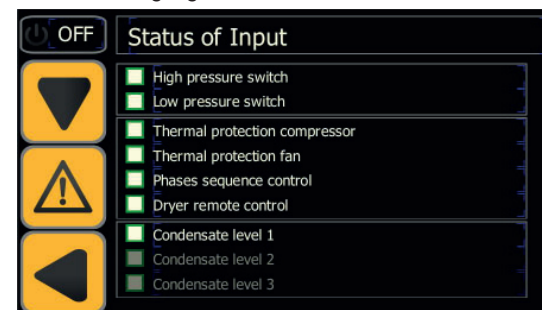 OFF
Status of Input
High pressure switch
Low pressure switch
Thermal protection compressor
Thermal protection fan
Phases sequence control
Dryer remote control
Condensate level 1
Condensate level 2
Condensate level 3